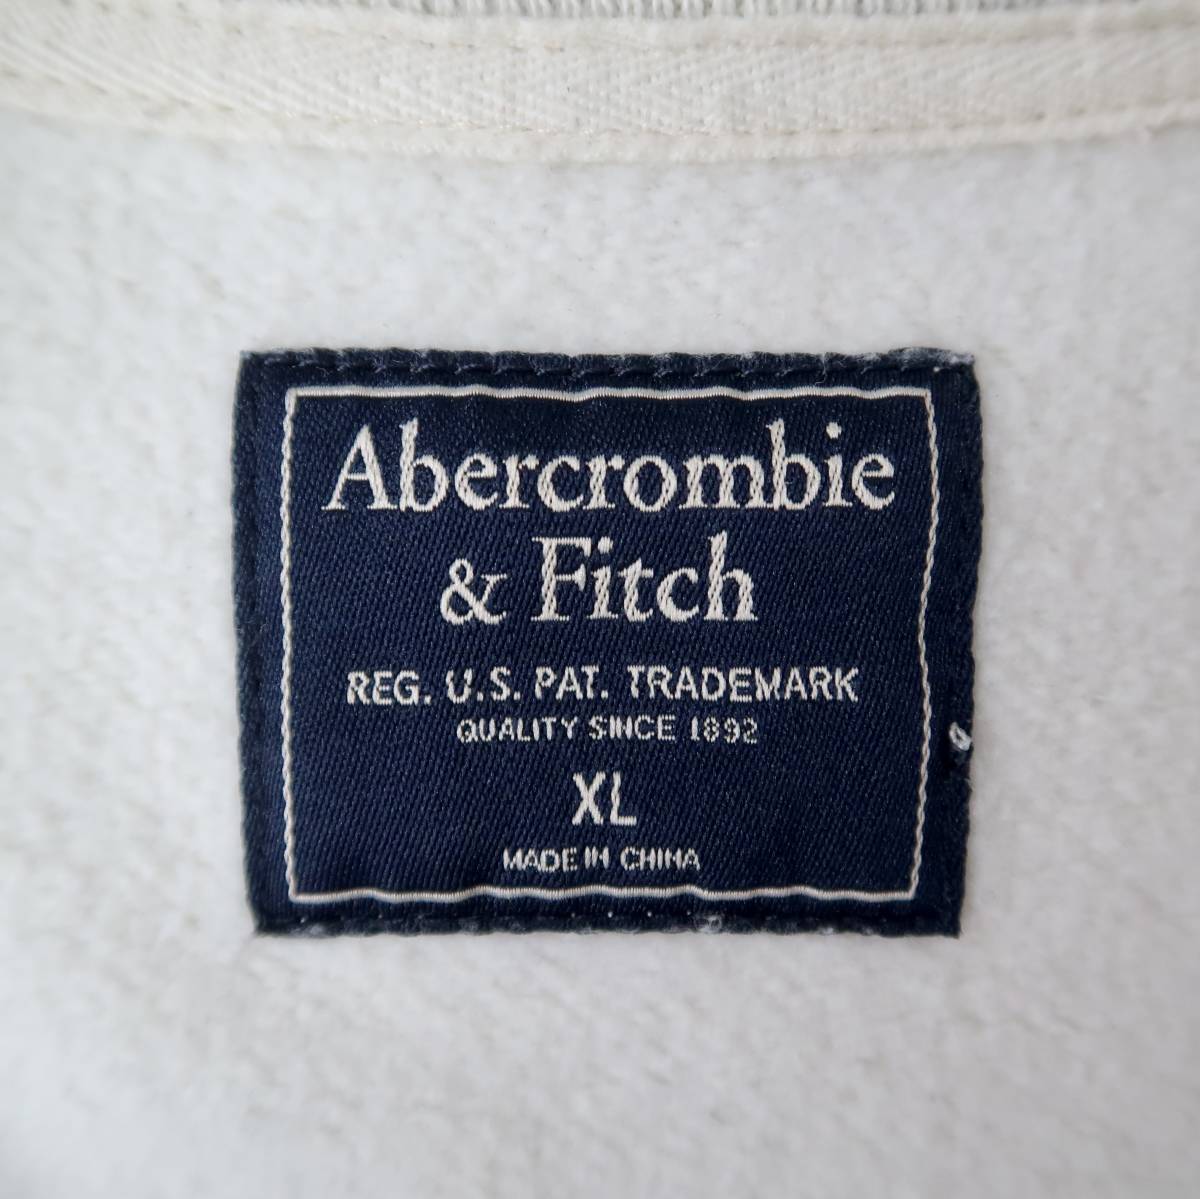 Abercrombie
& Fitch
REG. U.S. PAT. TRADEMARK
QUALITY SINCE 1892
XL
MADE IN CHINA